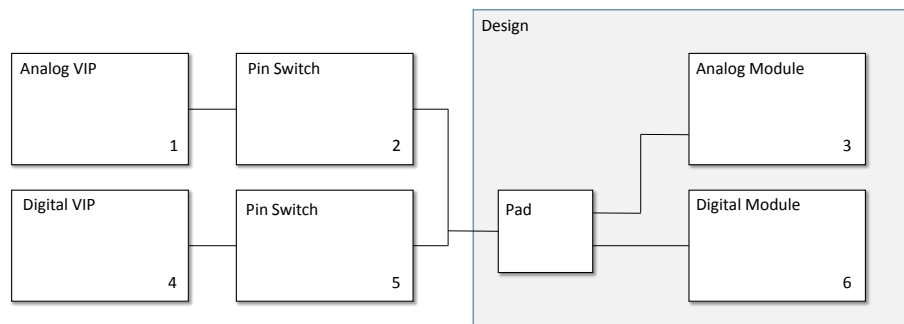 Design
Analog VIP
1
Pin Switch
2
Analog Module
3
Digital VIP
4
Pin Switch
5
Pad
Digital Module
6